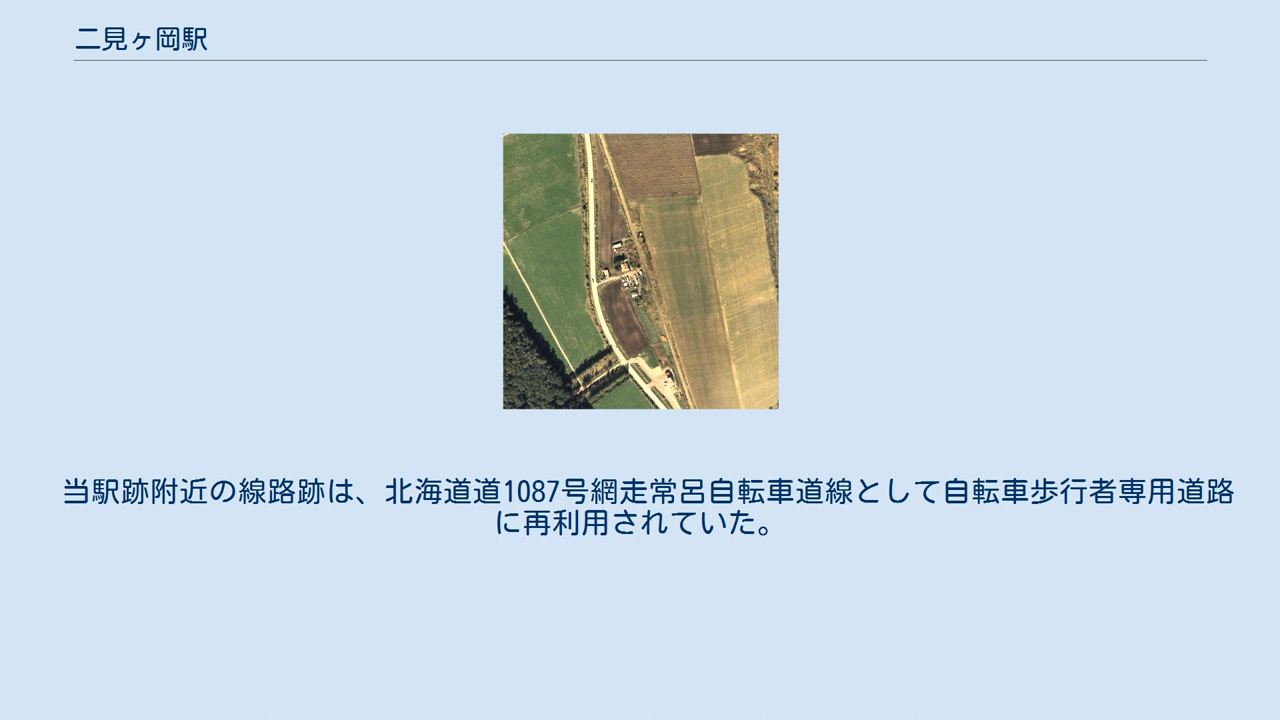 二見ヶ岡駅
当駅跡附近の線路跡は、北海道道1087号網走常呂自転車道線として自転車歩行者専用道路
に再利用されていた。